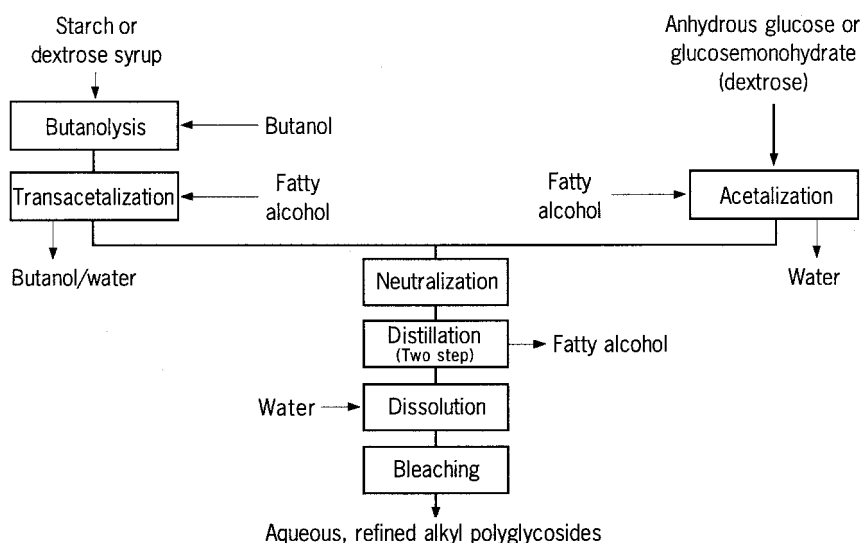 Starch or
dextrose syrup
Anhydrous glucose or
glucosemonohydrate
(dextrose)
Butanolysis
Butanol
Transacetalization
Fatty
alcohol
Fatty
alcohol
Acetalization
Butanol/water
Water
Neutralization
Distillation
(Two step)
Fatty alcohol
Water
Dissolution
Bleaching
Aqueous, refined alkyl polyglycosides